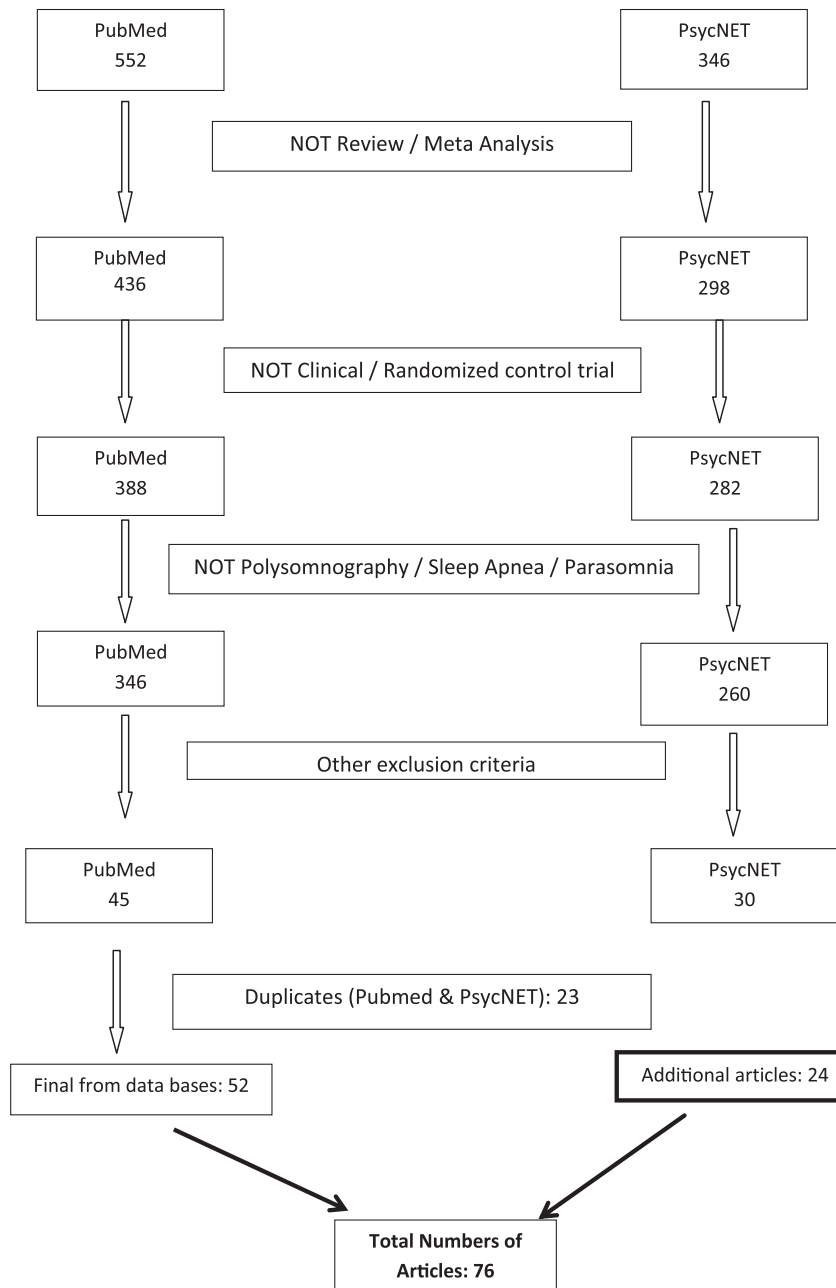 PubMed
552
PsycNET
346
NOT Review / Meta Analysis
PubMed
436
PsycNET
298
NOT Clinical / Randomized control trial
PubMed
388
PsycNET
282
NOT Polysomnography / Sleep Apnea / Parasomnia
PubMed
346
PsycNET
260
Other exclusion criteria
PubMed
45
PsycNET
30
Duplicates (Pubmed & PsycNET): 23
Final from data bases: 52
Additional articles: 24
Total Numbers of
Articles: 76